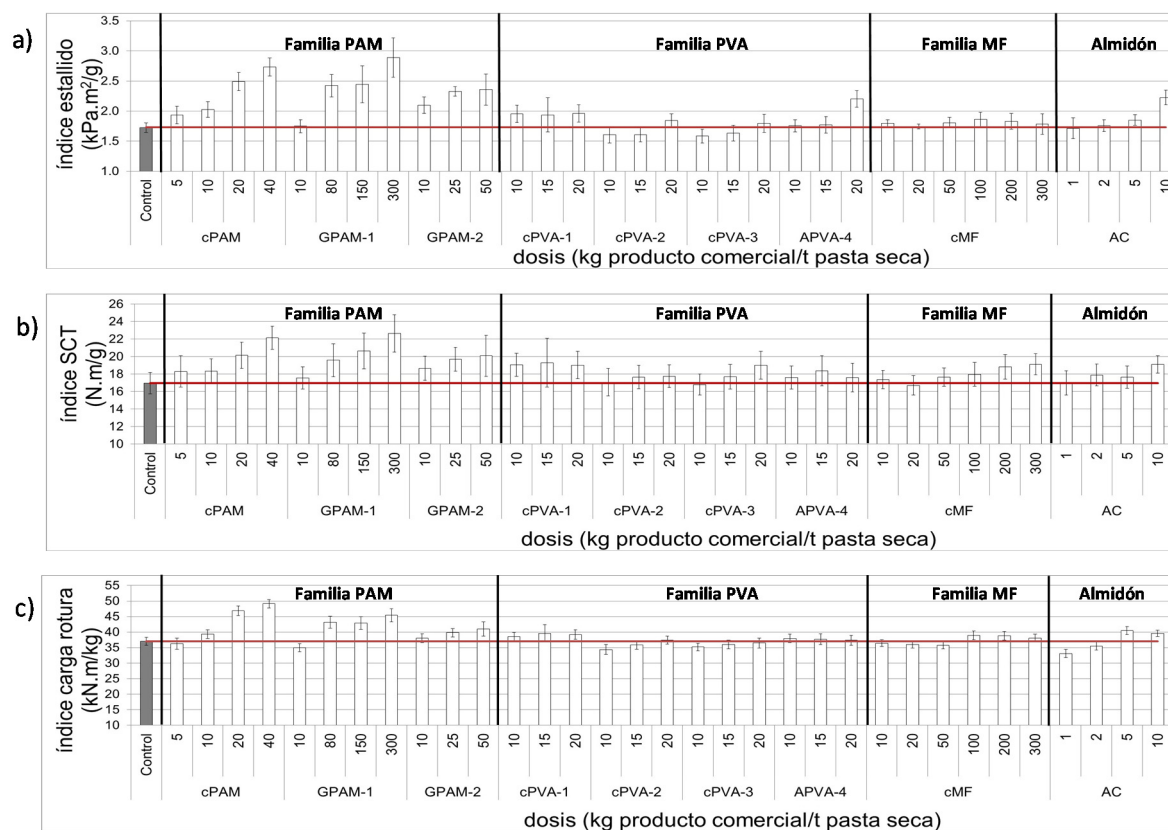 a)
índice estallido
(kPa.m²/g)
3.5
3.0
2.5
2.0
1.5
1.0
Familia PAM Familia PVA Familia MF Almidón
Control 5 10 20 40 10 80 150 300 10 25 50 10 15 20 10 15 20 10 15 20 10 15 20 10 20 50 100 200 300 1 2 5 10
cPAM GPAM-1 GPAM-2 cPVA-1 cPVA-2 cPVA-3 APVA-4 cMF AC
dosis (kg producto comercial/t pasta seca)
b)
índice SCT
(N.m/g)
26
24
22
20
18
16
14
12
10
Familia PAM Familia PVA Familia MF Almidón
Control 5 10 20 40 10 80 150 300 10 25 50 10 15 20 10 15 20 10 15 20 10 15 20 10 20 50 100 200 300 1 2 5 10
cPAM GPAM-1 GPAM-2 cPVA-1 cPVA-2 cPVA-3 APVA-4 cMF AC
dosis (kg producto comercial/t pasta seca)
c)
índice carga rotura
(kN.m/kg)
55
50
45
40
35
30
25
20
15
10
Familia PAM Familia PVA Familia MF Almidón
Control 5 10 20 40 10 80 150 300 10 25 50 10 15 20 10 15 20 10 15 20 10 15 20 10 20 50 100 200 300 1 2 5 10
cPAM GPAM-1 GPAM-2 cPVA-1 cPVA-2 cPVA-3 APVA-4 cMF AC
dosis (kg producto comercial/t pasta seca)